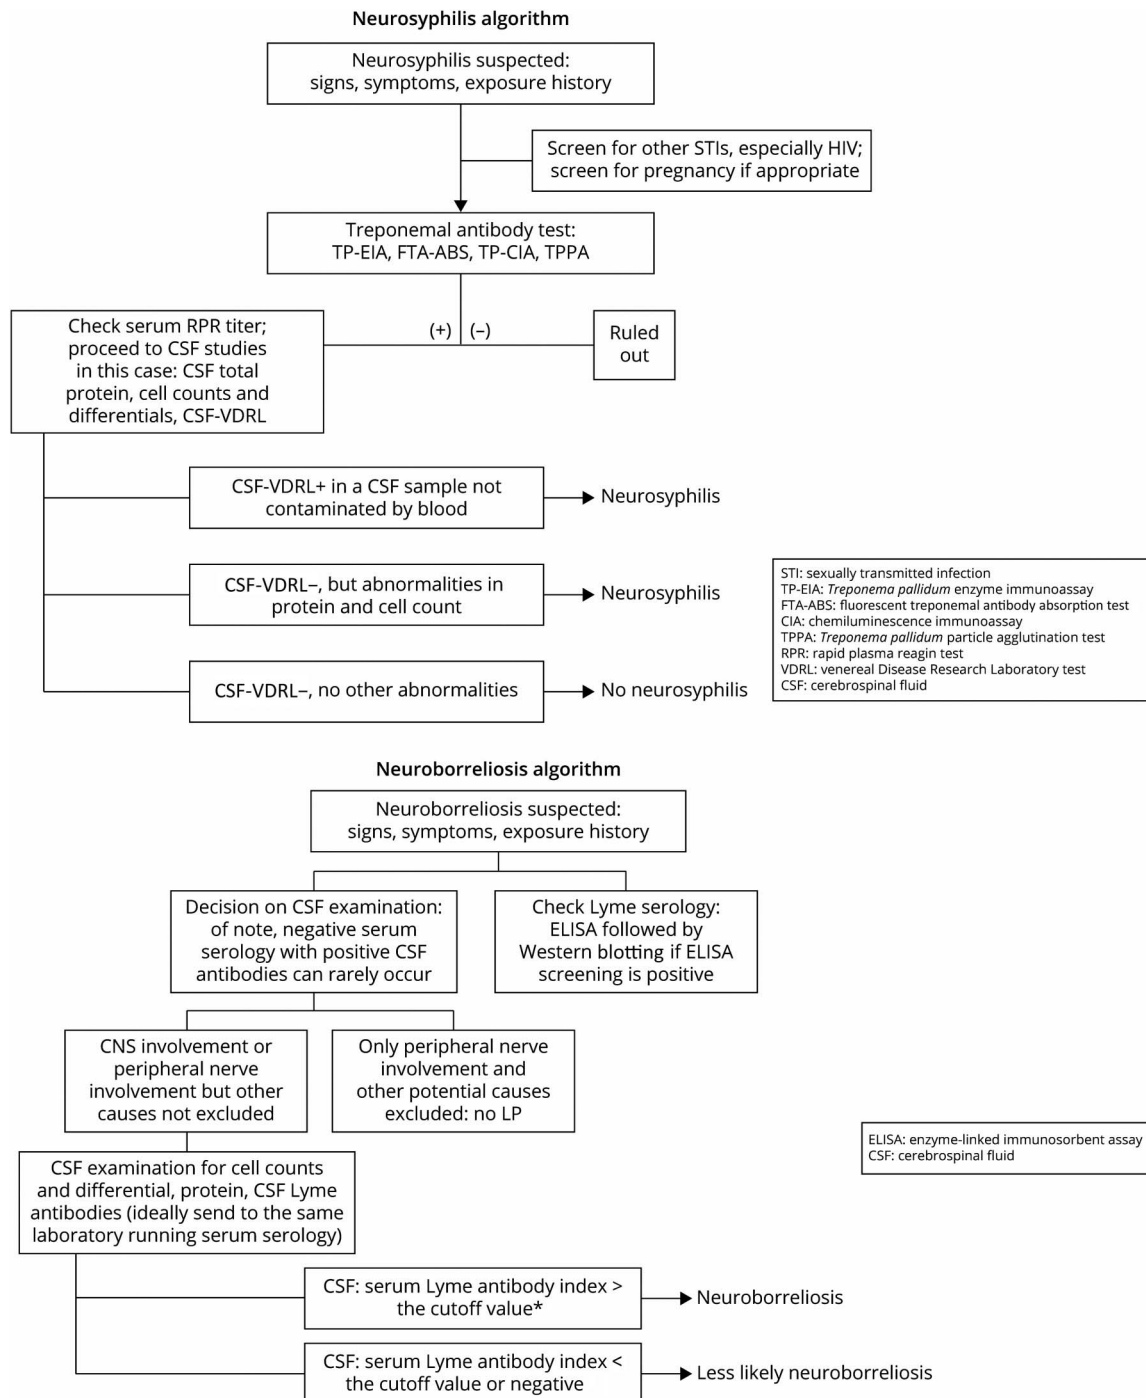 Neurosyphilis algorithm
Neurosyphilis suspected:
signs, symptoms, exposure history
Screen for other STIs, especially HIV;
screen for pregnancy if appropriate
Treponemal antibody test:
TP-EIA, FTA-ABS, TP-CIA, TPPA
(+) (–)
Check serum RPR titer;
proceed to CSF studies
in this case: CSF total
protein, cell counts and
differentials, CSF-VDRL
Ruled
out
CSF-VDRL+ in a CSF sample not
contaminated by blood
Neurosyphilis
CSF-VDRL–, but abnormalities in
protein and cell count
Neurosyphilis
CSF-VDRL–, no other abnormalities
No neurosyphilis
STI: sexually transmitted infection
TP-EIA: Treponema pallidum enzyme immunoassay
FTA-ABS: fluorescent treponemal antibody absorption test
CIA: chemiluminescence immunoassay
TPPA: Treponema pallidum particle agglutination test
RPR: rapid plasma reagin test
VDRL: venereal Disease Research Laboratory test
CSF: cerebrospinal fluid
Neuroborreliosis algorithm
Neuroborreliosis suspected:
signs, symptoms, exposure history
Decision on CSF examination:
of note, negative serum
serology with positive CSF
antibodies can rarely occur
Check Lyme serology:
ELISA followed by
Western blotting if ELISA
screening is positive
CNS involvement or
peripheral nerve
involvement but other
causes not excluded
Only peripheral nerve
involvement and
other potential causes
excluded: no LP
ELISA: enzyme-linked immunosorbent assay
CSF: cerebrospinal fluid
CSF examination for cell counts
and differential, protein, CSF Lyme
antibodies (ideally send to the same
laboratory running serum serology)
CSF: serum Lyme antibody index >
the cutoff value*
Neuroborreliosis
CSF: serum Lyme antibody index <
the cutoff value or negative
Less likely neuroborreliosis